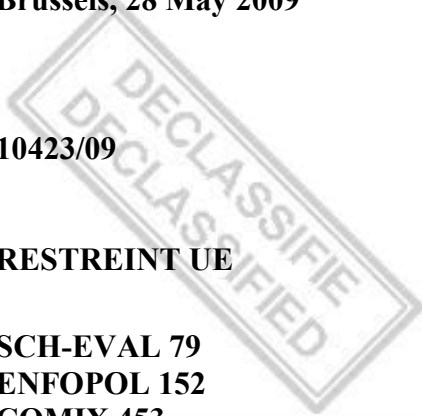 Brussels, 28 May 2009
DECLASSIFIE
DECLASSIFIED
10423/09
RESTREINT UE
SCH-EVAL 79
ENFOPOL 152
COMIX 453